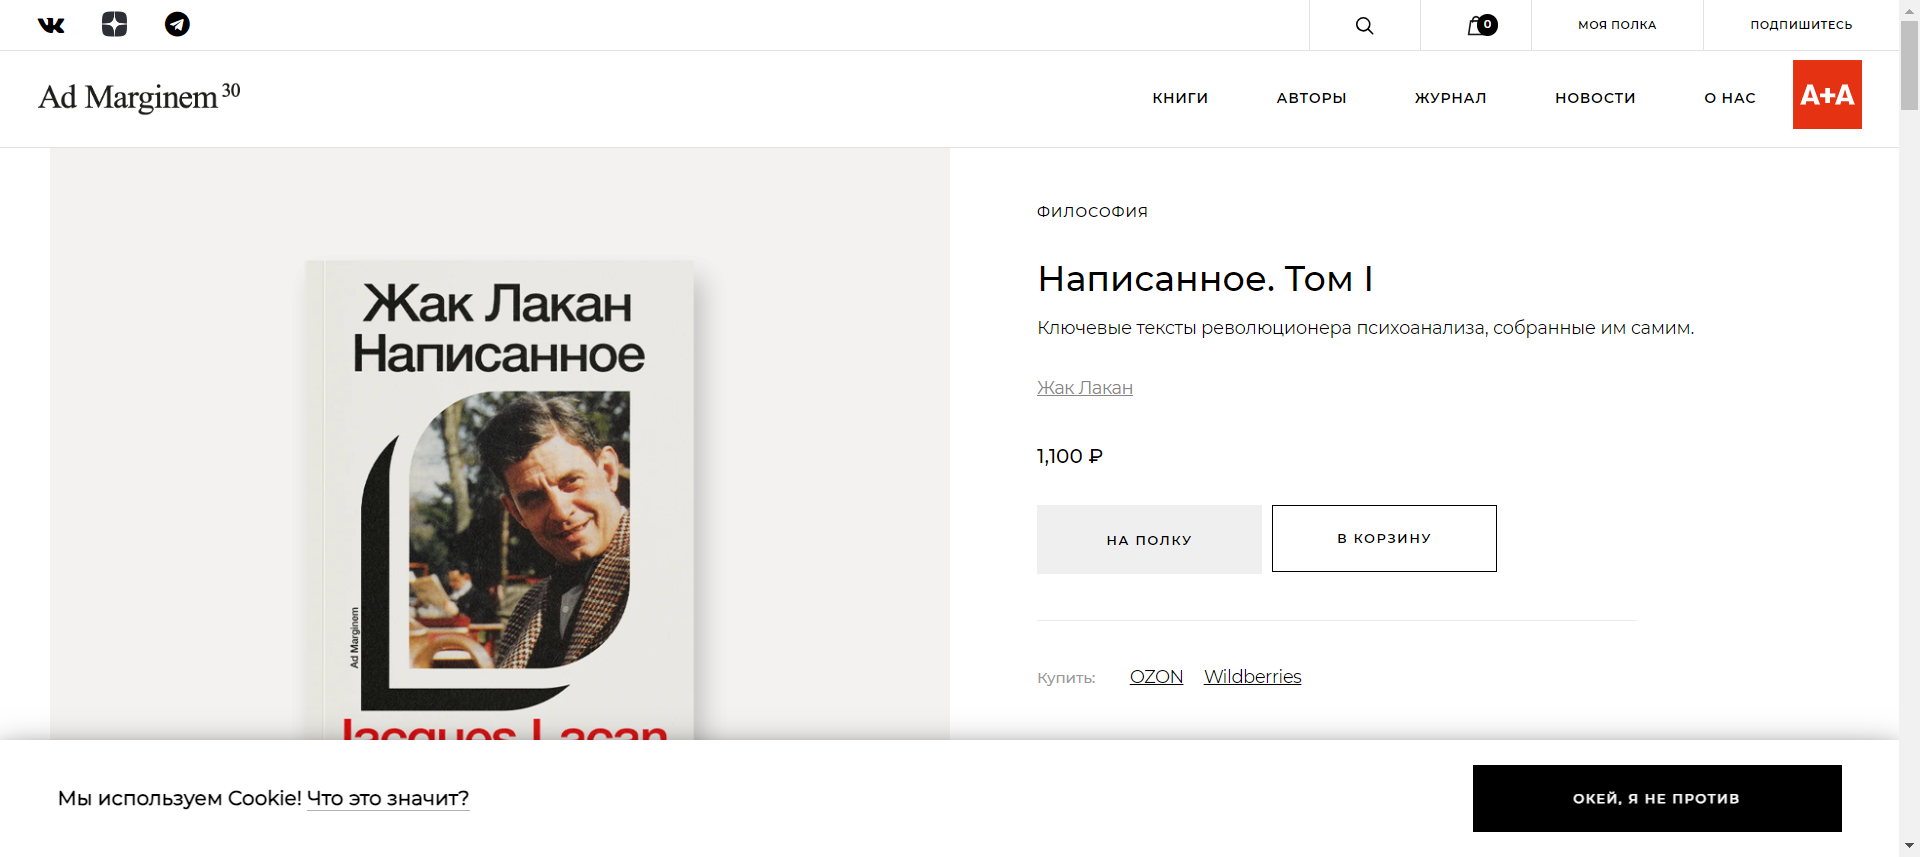 0
МОЯ ПОЛКА
ПОДПИШИТЕСЬ
Ad Marginem 30
КНИГИ
АВТОРЫ
ЖУРНАЛ
НОВОСТИ
О НАС
A+A
ФИЛОСОФИЯ
Написанное. Том I
Ключевые тексты революционера психоанализа, собранные им самим.
Жак Лакан
1,100 ₽
НА ПОЛКУ
В КОРЗИНУ
Купить:
OZON
Wildberries
Жак Лакан
Написанное
Ad Marginem
Jacques Lacan
Мы используем Cookie! Что это значит?
ОКЕЙ, Я НЕ ПРОТИВ